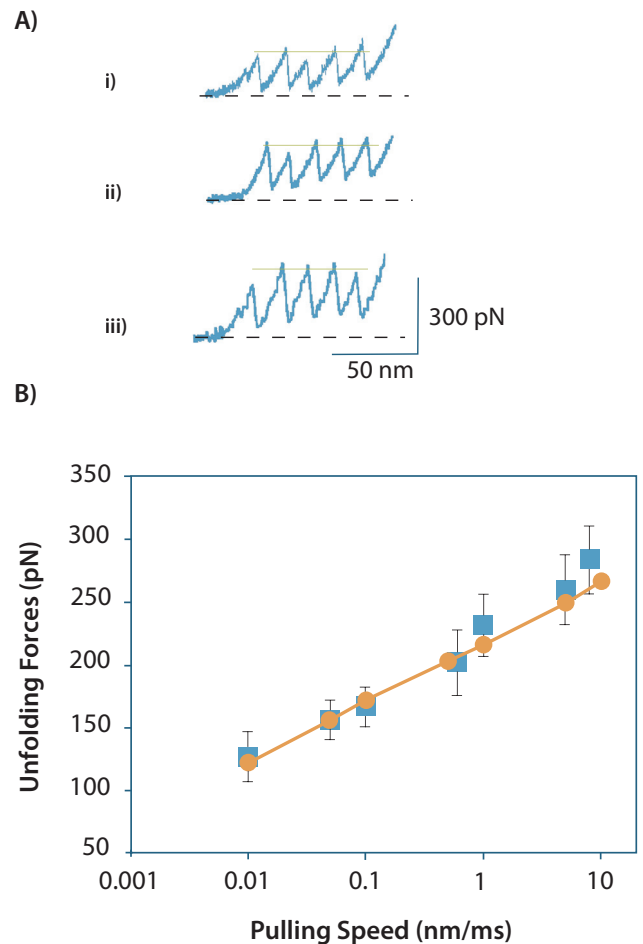 A)
i)
ii)
iii)
300 pN
50 nm
B)
Unfolding Forces (pN)
350
300
250
200
150
100
50
0.001
0.01
0.1
1
10
Pulling Speed (nm/ms)